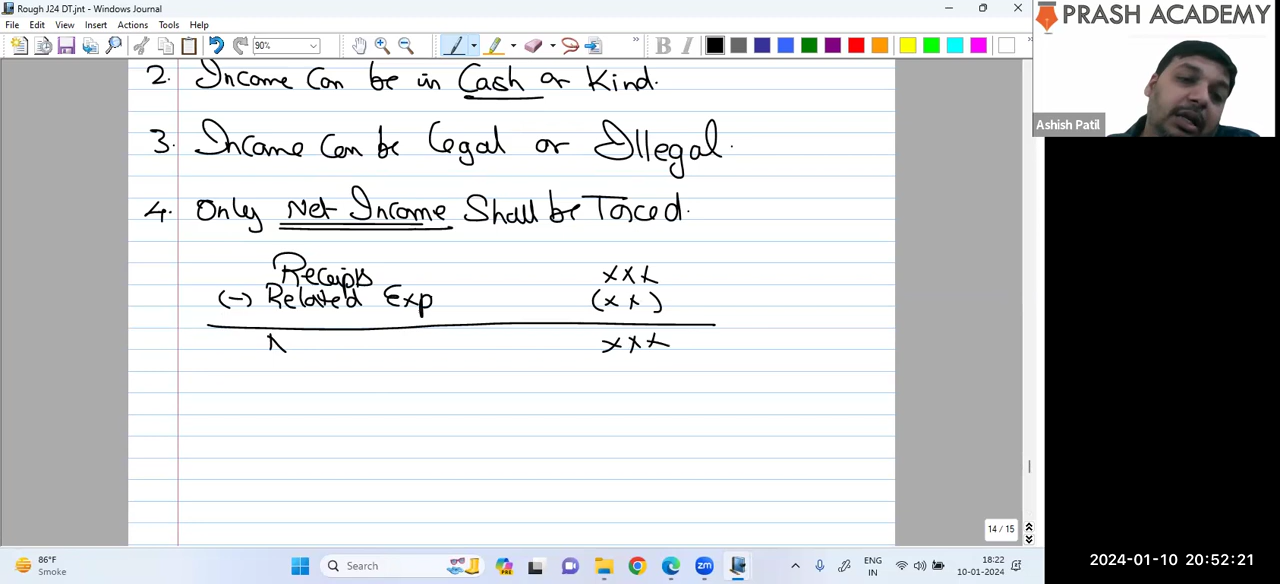 Rough J24 DT.jnt - Windows Journal
File Edit View Insert Actions Tools Help
90%
B I
PRASH ACADEMY
Ashish Patil
2. Income Can be in Cash or Kind.
3. Income Can be Legal or Illegal.
4. Only Net Income Shall be Taxed.
Receipts xxx
(-) Related Exp (xx)
N xxx
14 / 15
86°F
Smoke
Search
PRE
zm
ENG
IN
18:22
10-01-2024
2024-01-10 20:52:21